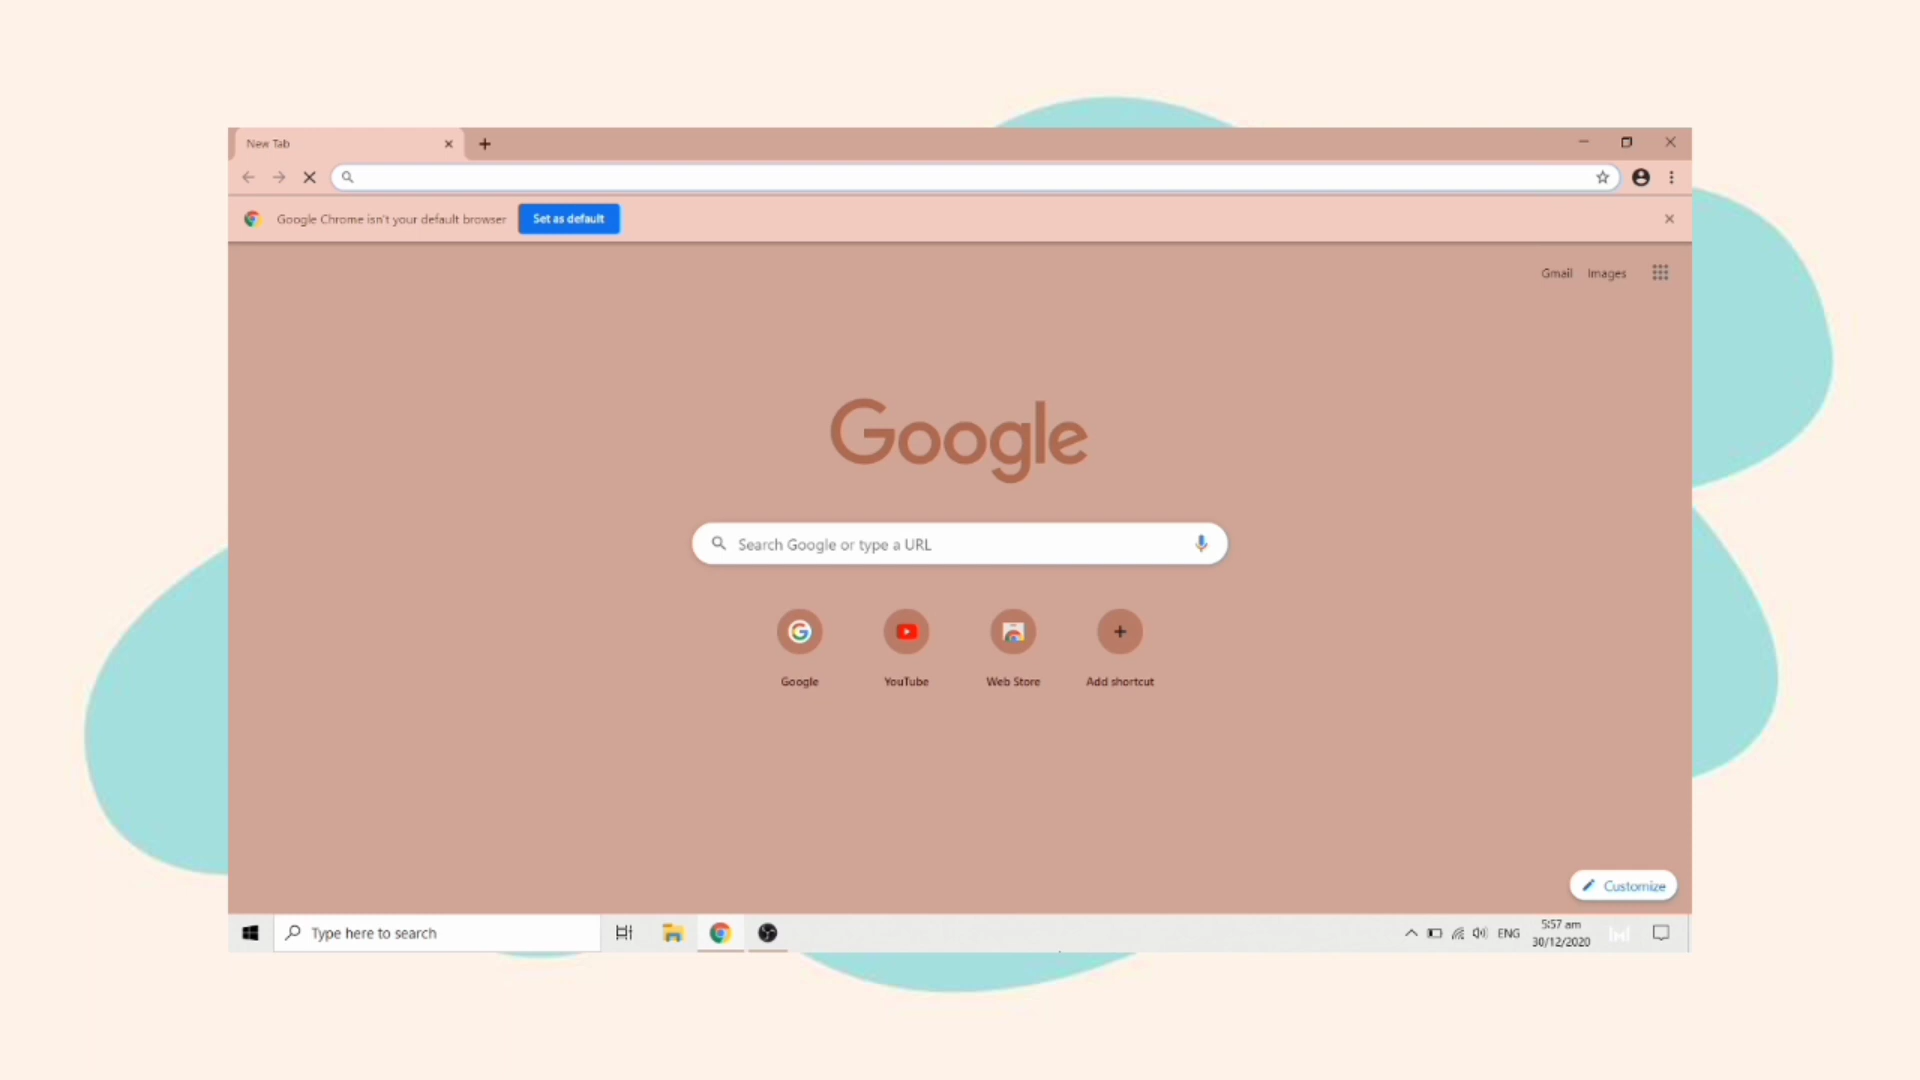 New Tab
Google Chrome isn't your default browser
Set as default
Gmail
Images
Google
Search Google or type a URL
Google
YouTube
Web Store
Add shortcut
Customize
Type here to search
ENG
5:57 am
30/12/2020